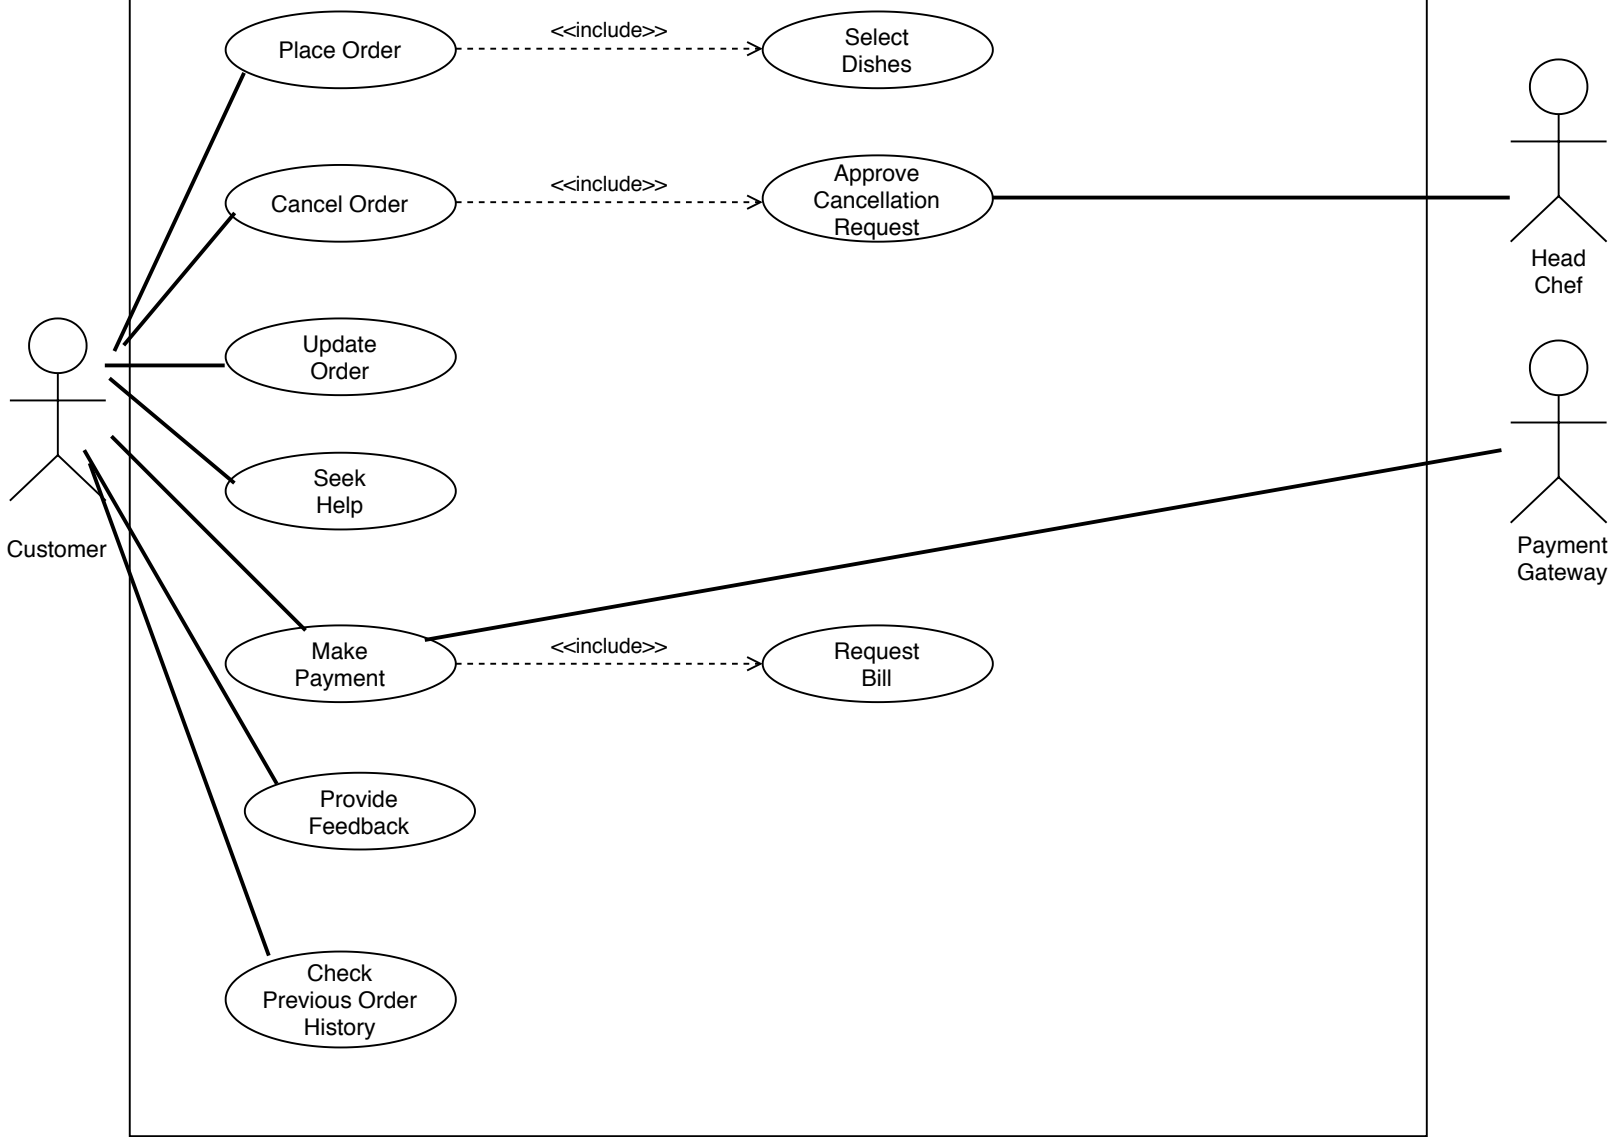 Place Order
<<include>>
Select
Dishes
Cancel Order
<<include>>
Approve
Cancellation
Request
Head
Chef
Update
Order
Seek
Help
Customer
Payment
Gateway
Make
Payment
<<include>>
Request
Bill
Provide
Feedback
Check
Previous Order
History